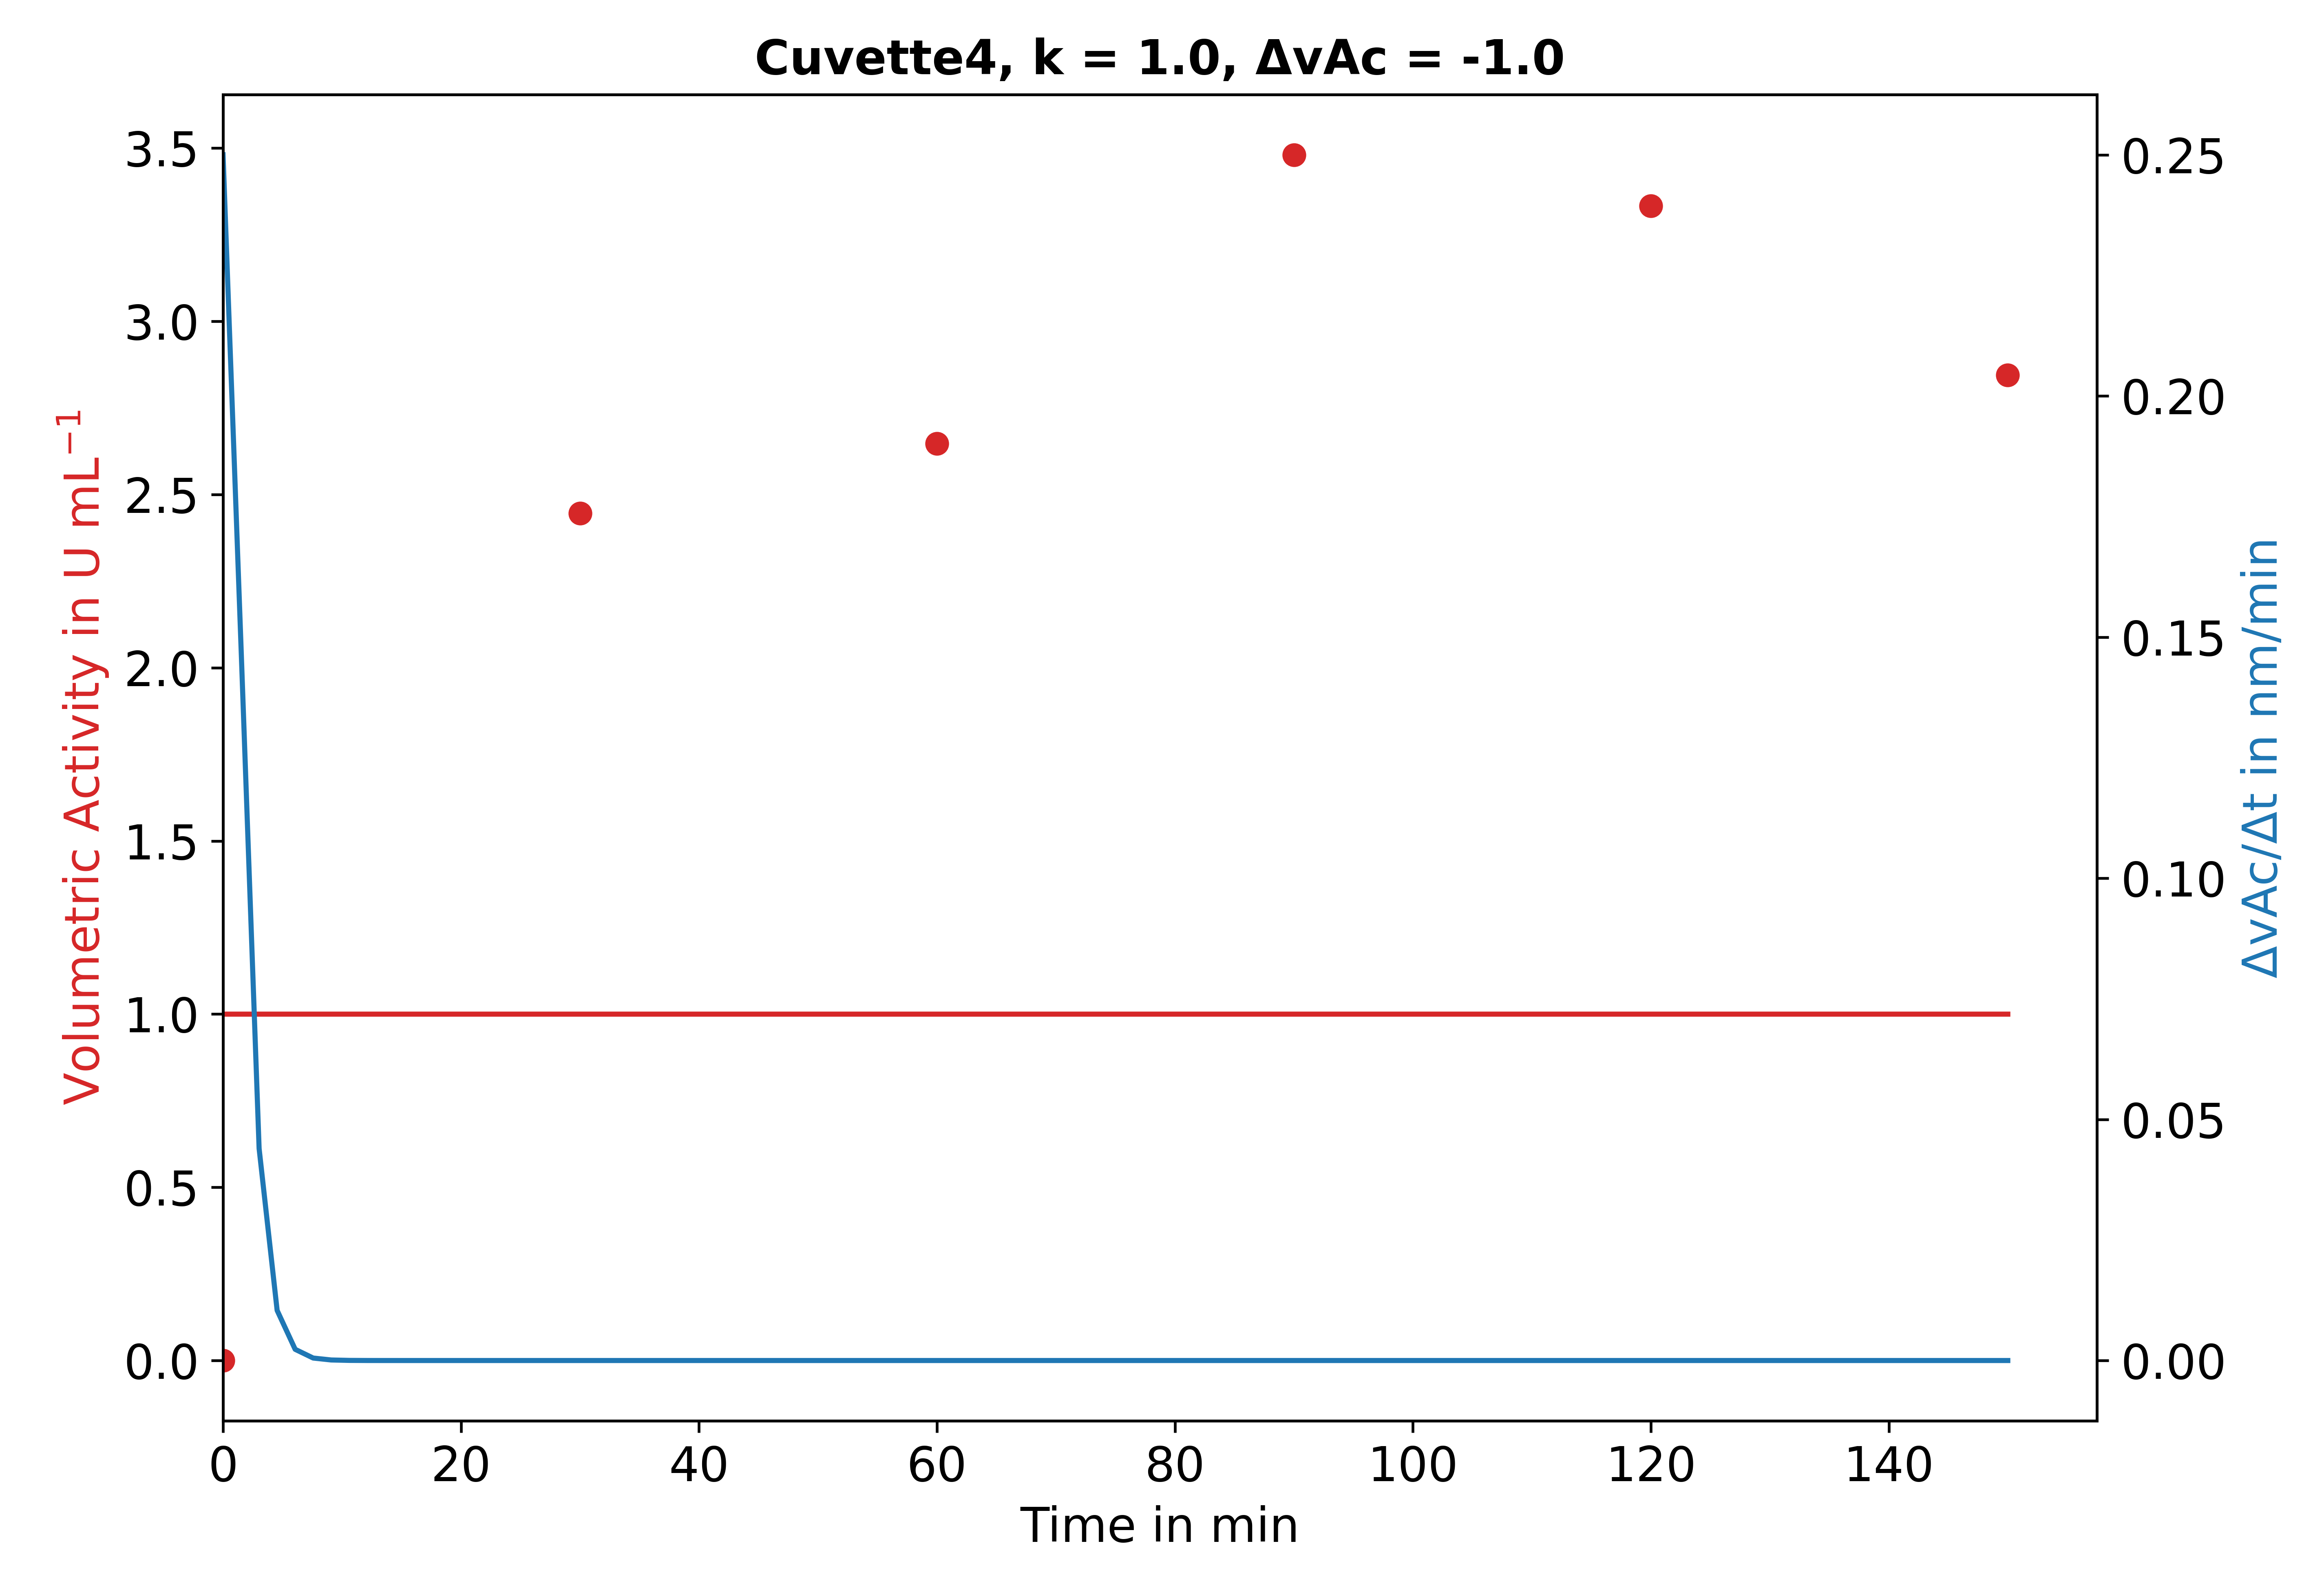 Cuvette4, k = 1.0, ΔvAc = -1.0
Volumetric Activity in U mL⁻¹
3.5
3.0
2.5
2.0
1.5
1.0
0.5
0.0
0.25
0.20
0.15
0.10
0.05
0.00
ΔvAc/Δt in nm/min
0 20 40 60 80 100 120 140
Time in min